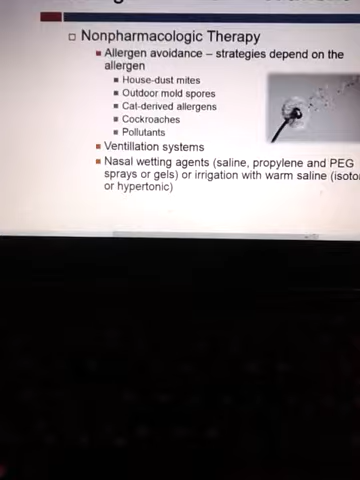 Nonpharmacologic Therapy
Allergen avoidance – strategies depend on the
allergen
House-dust mites
Outdoor mold spores
Cat-derived allergens
Cockroaches
Pollutants
Ventillation systems
Nasal wetting agents (saline, propylene and PEG
sprays or gels) or irrigation with warm saline
or hypertonic)